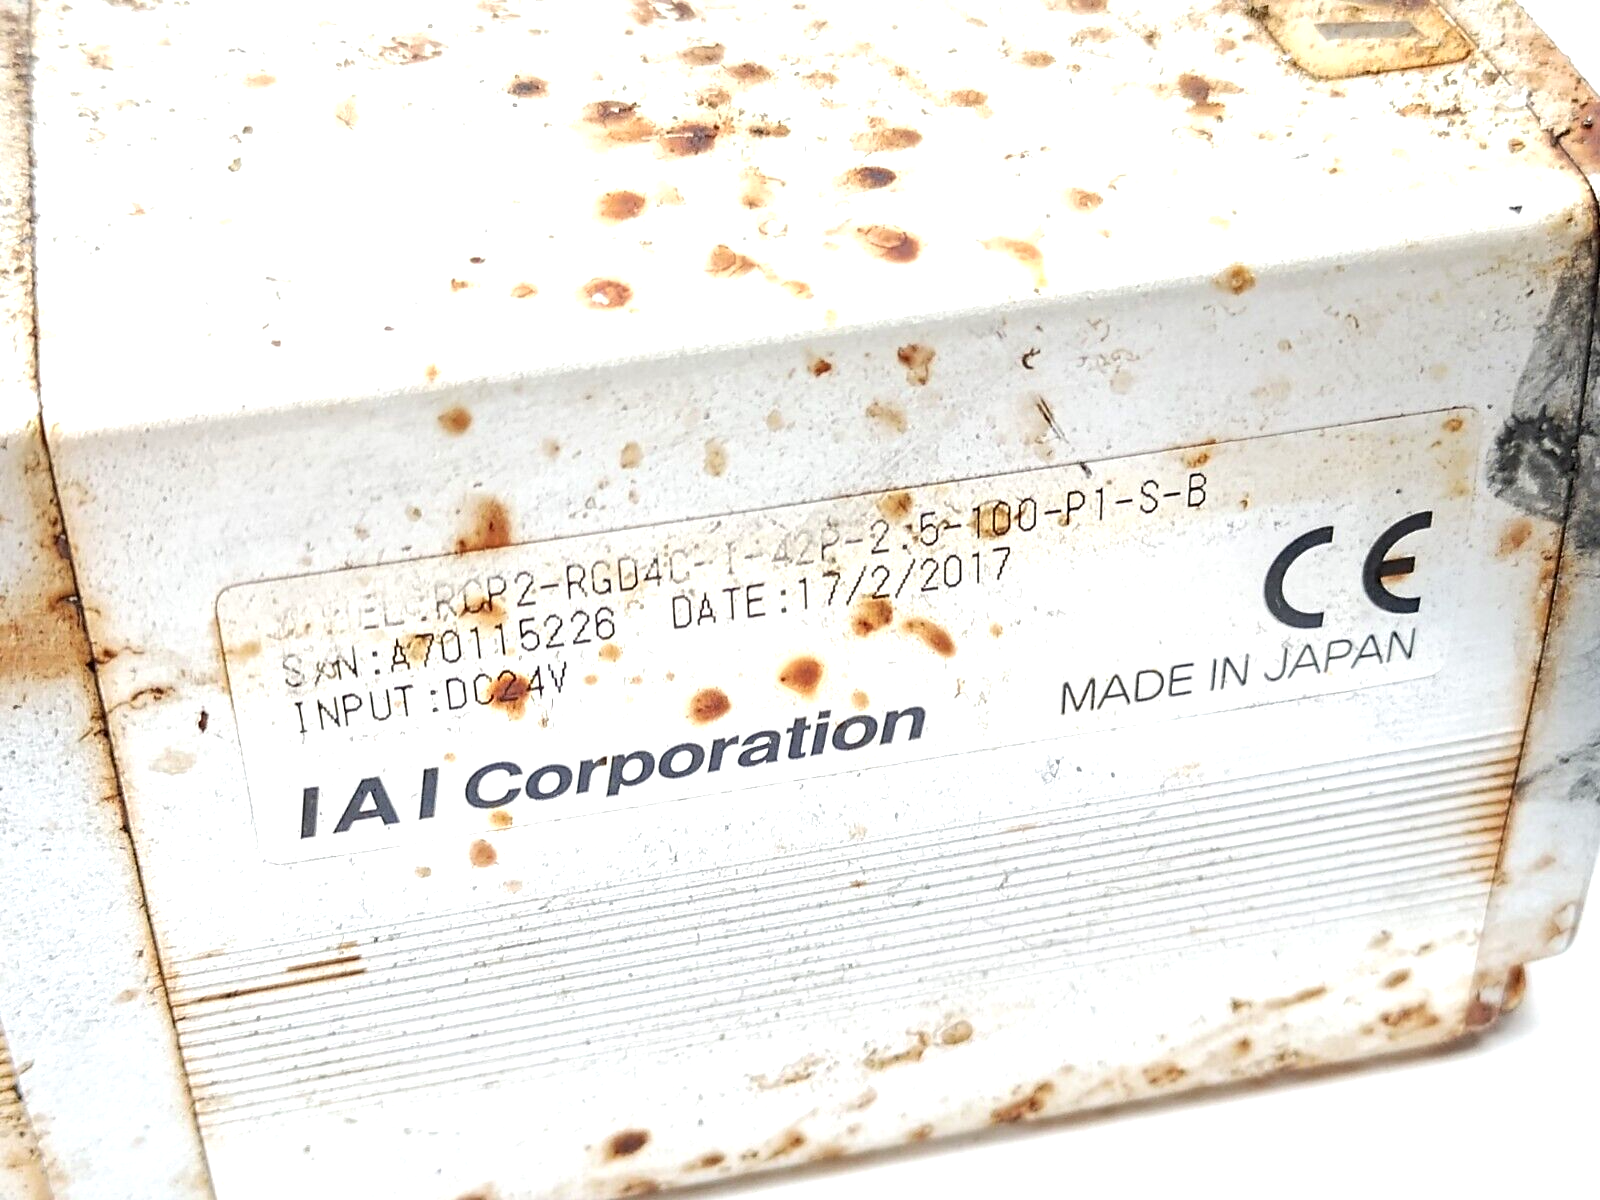 MODEL:RCP2-RGD4C-I-42P-2.5-100-P1-S-B
S/N:A70115226 DATE:17/2/2017
INPUT:DC24V
IAI Corporation
CE
MADE IN JAPAN